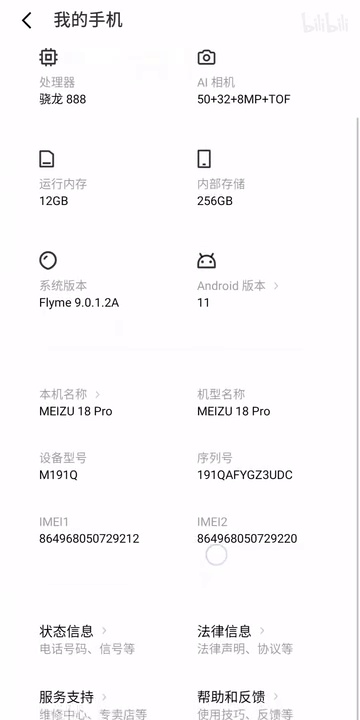 我的手机
bilibili
处理器
骁龙 888
AI 相机
50+32+8MP+TOF
运行内存
12GB
内部存储
256GB
系统版本
Flyme 9.0.1.2A
Android 版本
11
本机名称
MEIZU 18 Pro
机型名称
MEIZU 18 Pro
设备型号
M191Q
序列号
191QAFYGZ3UDC
IMEI1
864968050729212
IMEI2
864968050729220
状态信息
电话号码、信号等
法律信息
法律声明、协议等
服务支持
维修中心、专卖店等
帮助和反馈
使用技巧、反馈等